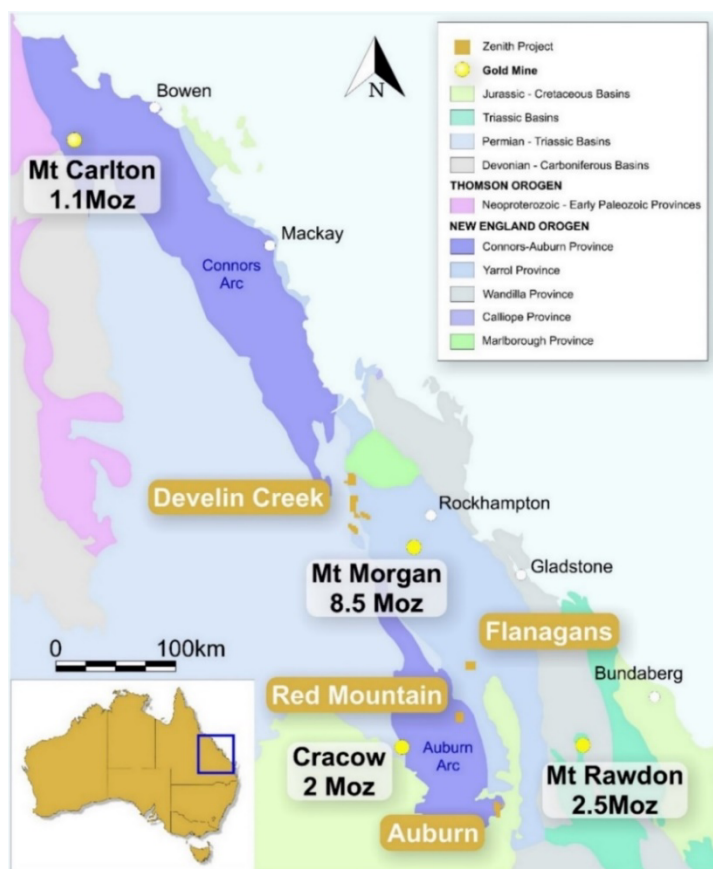 Zenith Project
Gold Mine
Jurassic - Cretaceous Basins
Triassic Basins
Permian - Triassic Basins
Devonian - Carboniferous Basins
THOMSON OROGEN
Neoproterozoic - Early Paleozoic Provinces
NEW ENGLAND OROGEN
Connors-Auburn Province
Yarrol Province
Wandilla Province
Calliope Province
Marlborough Province
N
Bowen
Mt Carlton
1.1Moz
Mackay
Connors
Arc
Develin Creek
Rockhampton
Mt Morgan
8.5 Moz
Gladstone
Flanagans
0 100km
Bundaberg
Red Mountain
Cracow
2 Moz
Auburn
Arc
Mt Rawdon
2.5Moz
Auburn